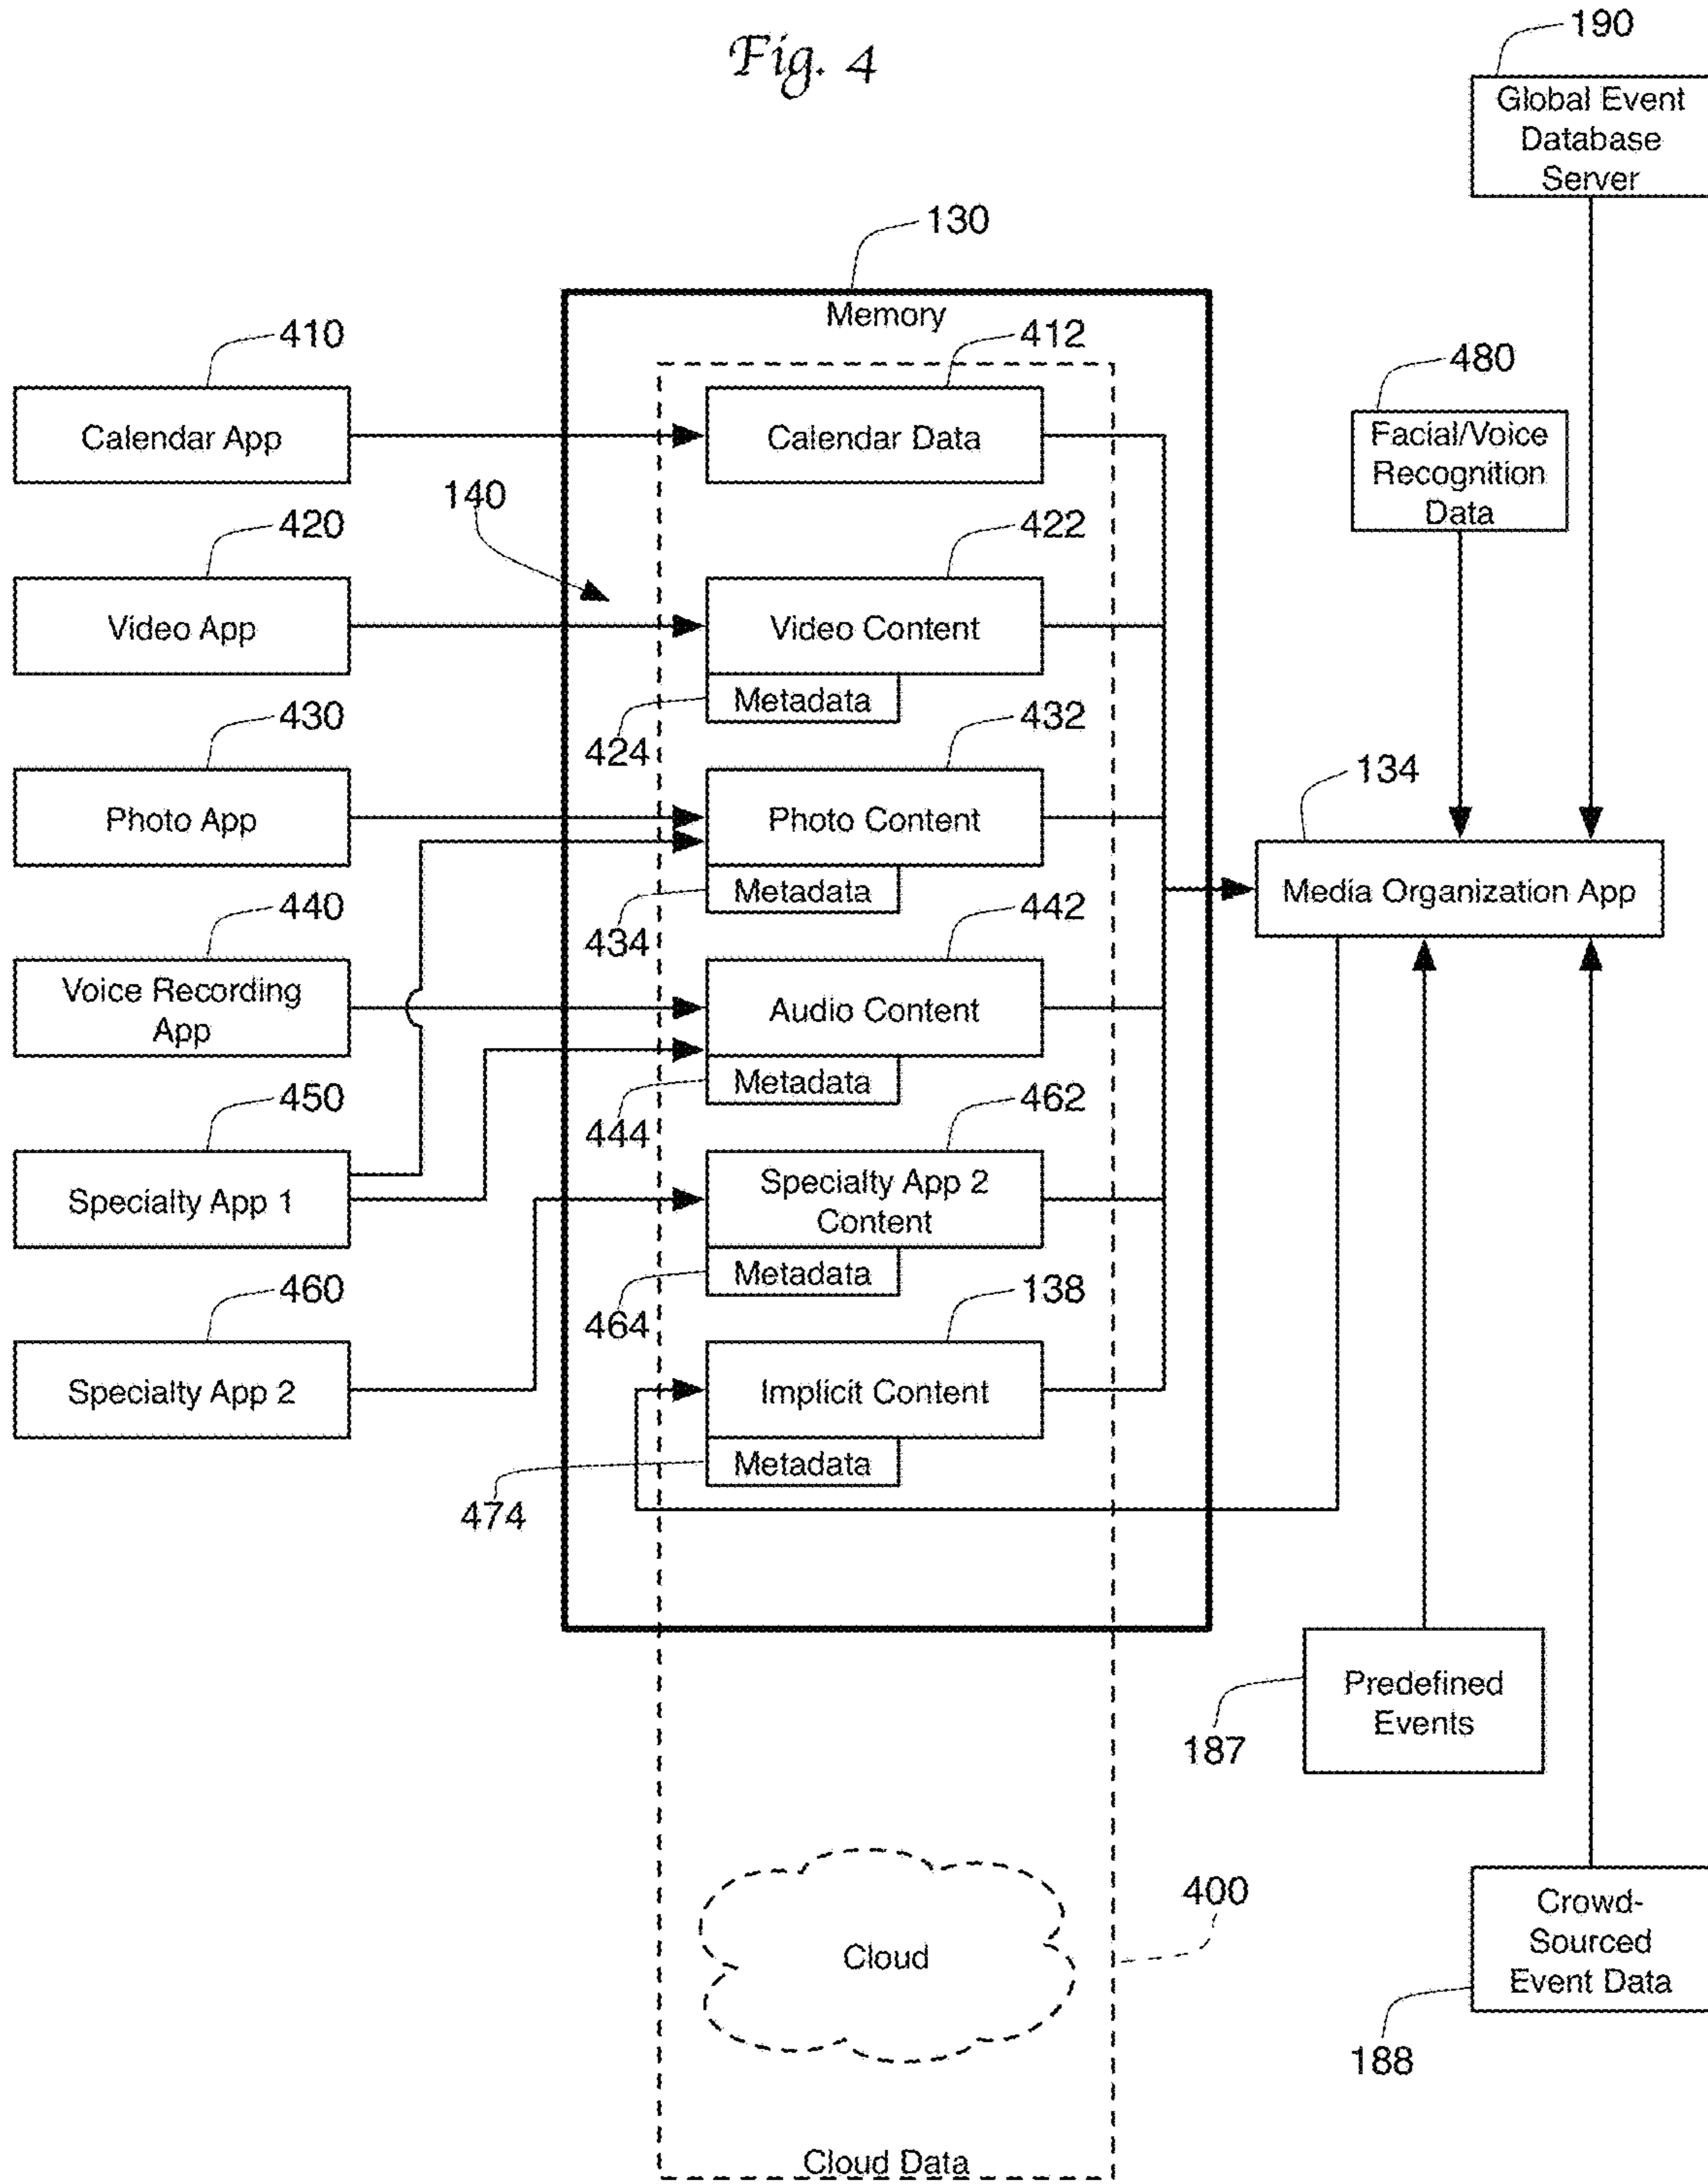 Fig. 4
190
Global Event
Database
Server
130
Memory
410
412
480
Calendar App
Calendar Data
Facial/Voice
Recognition
Data
140
420
422
Video App
Video Content
Metadata
424
430
432
134
Photo App
Photo Content
Metadata
434
Media Organization App
440
442
Voice Recording
App
Audio Content
Metadata
444
450
462
Specialty App 1
Specialty App 2
Content
Metadata
464
460
138
Specialty App 2
Implicit Content
Metadata
474
Predefined
Events
187
400
Cloud
Crowd-
Sourced
Event Data
188
Cloud Data